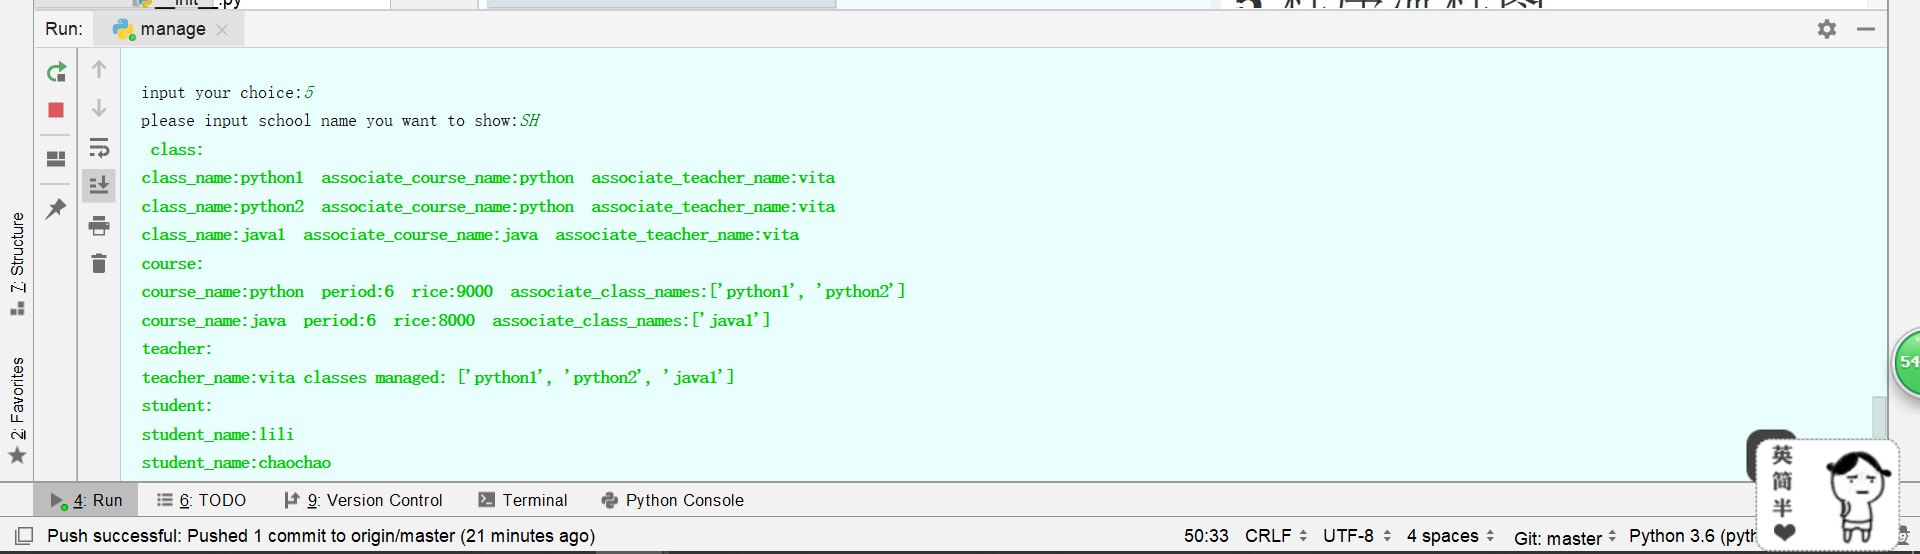 __init__.py
Run: manage
input your choice:5
please input school name you want to show:SH
class:
class_name:python1 associate_course_name:python associate_teacher_name:vita
class_name:python2 associate_course_name:python associate_teacher_name:vita
class_name:java1 associate_course_name:java associate_teacher_name:vita
course:
course_name:python period:6 rice:9000 associate_class_names:['python1', 'python2']
course_name:java period:6 rice:8000 associate_class_names:['java1']
teacher:
teacher_name:vita classes managed: ['python1', 'python2', 'java1']
student:
student_name:lili
student_name:chaochao
7: Structure
2: Favorites
54
英
简
半
4: Run 6: TODO 9: Version Control Terminal Python Console
Push successful: Pushed 1 commit to origin/master (21 minutes ago) 50:33 CRLF UTF-8 4 spaces Git: master Python 3.6 (pyth